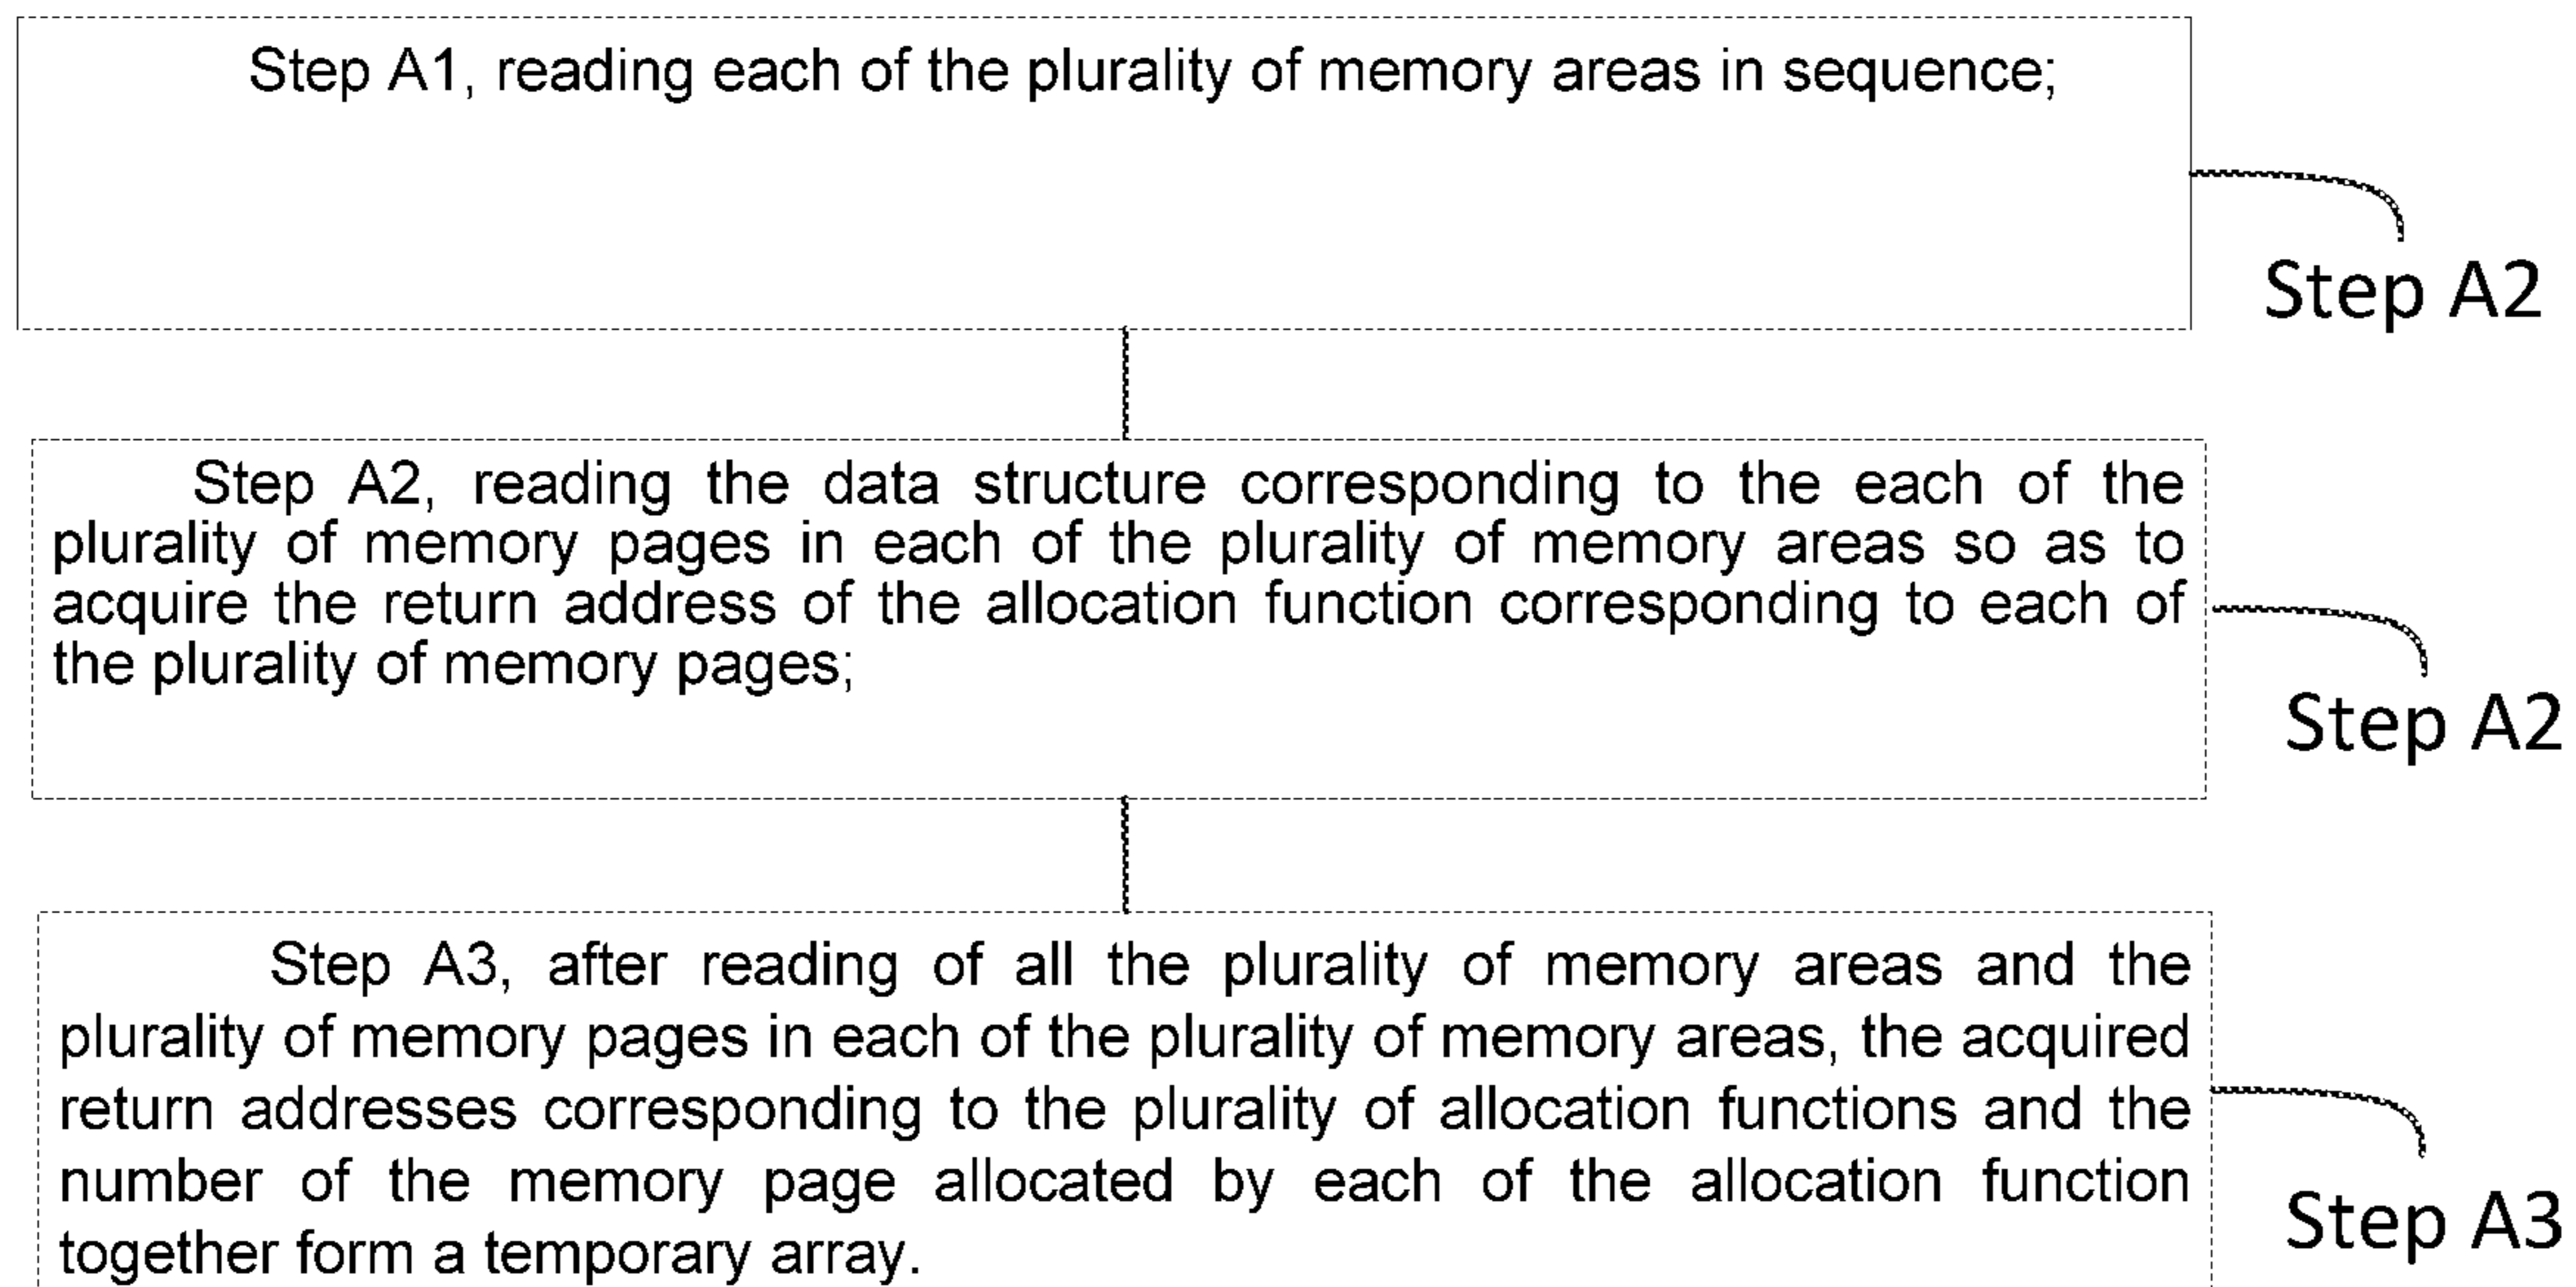 Step A1, reading each of the plurality of memory areas in sequence;
Step A2
Step A2, reading the data structure corresponding to the each of the
plurality of memory pages in each of the plurality of memory areas so as to
acquire the return address of the allocation function corresponding to each of
the plurality of memory pages;
Step A2
Step A3, after reading of all the plurality of memory areas and the
plurality of memory pages in each of the plurality of memory areas, the acquired
return addresses corresponding to the plurality of allocation functions and the
number of the memory page allocated by each of the allocation function
together form a temporary array.
Step A3